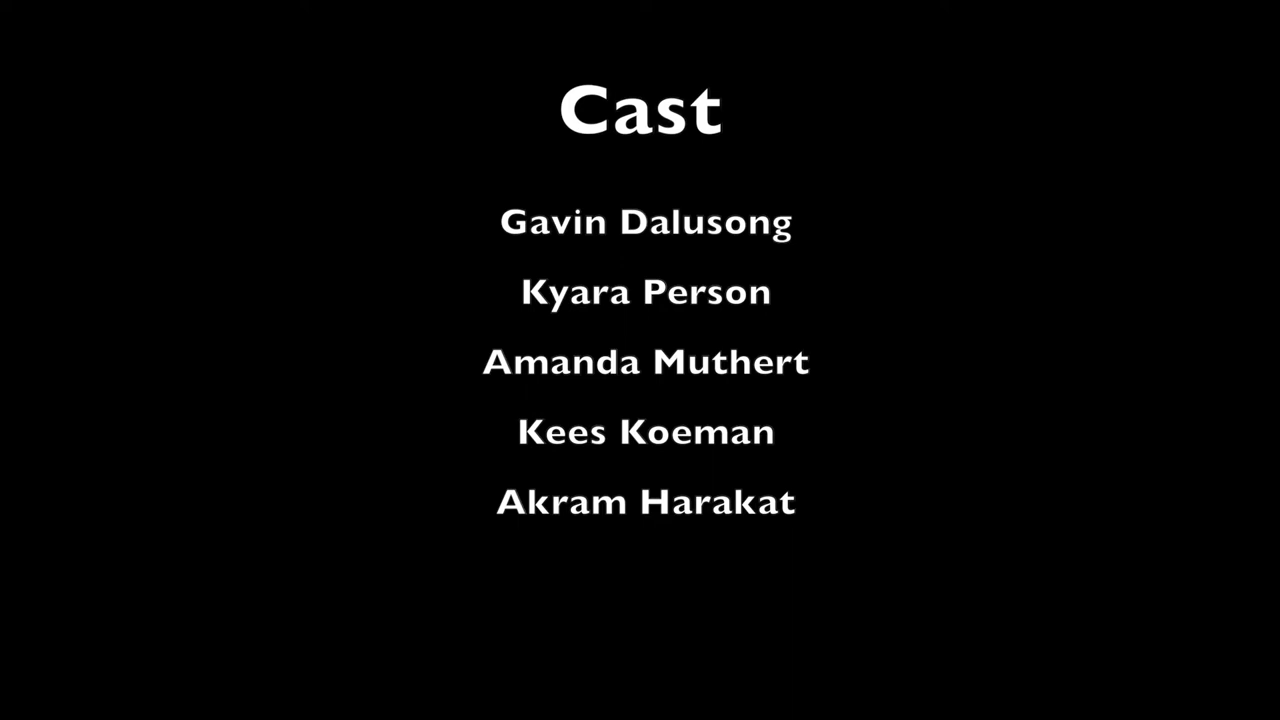 Cast
Gavin Dalusong
Kyara Person
Amanda Muthert
Kees Koeman
Akram Harakat